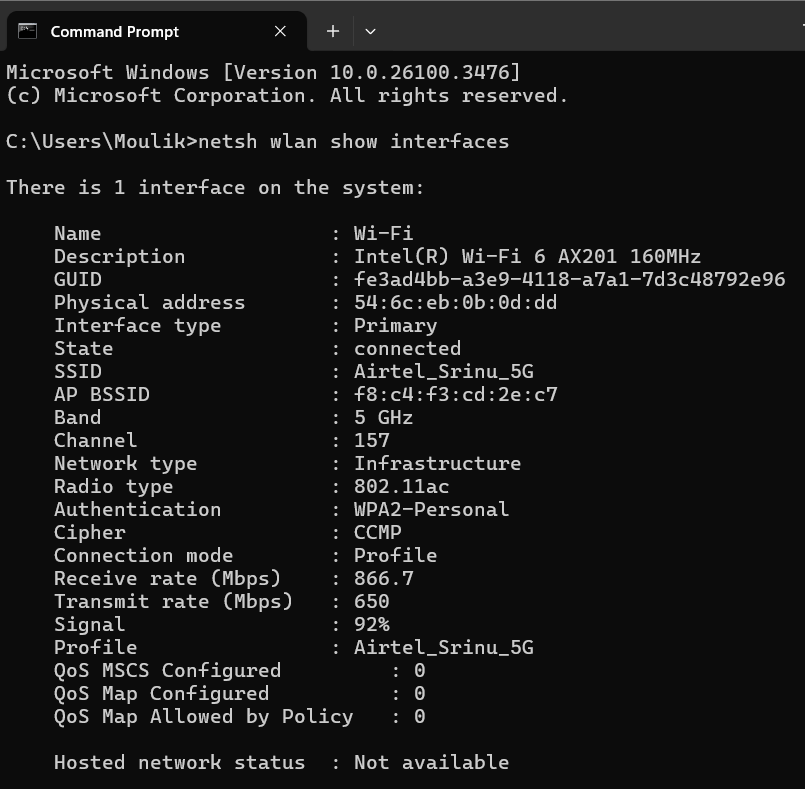 Command Prompt
Microsoft Windows [Version 10.0.26100.3476]
(c) Microsoft Corporation. All rights reserved.
C:\Users\Moulik>netsh wlan show interfaces
There is 1 interface on the system:
Name : Wi-Fi
Description : Intel(R) Wi-Fi 6 AX201 160MHz
GUID : fe3ad4bb-a3e9-4118-a7a1-7d3c48792e96
Physical address : 54:6c:eb:0b:0d:dd
Interface type : Primary
State : connected
SSID : Airtel_Srinu_5G
AP BSSID : f8:c4:f3:cd:2e:c7
Band : 5 GHz
Channel : 157
Network type : Infrastructure
Radio type : 802.11ac
Authentication : WPA2-Personal
Cipher : CCMP
Connection mode : Profile
Receive rate (Mbps) : 866.7
Transmit rate (Mbps) : 650
Signal : 92%
Profile : Airtel_Srinu_5G
QoS MSCS Configured : 0
QoS Map Configured : 0
QoS Map Allowed by Policy : 0
Hosted network status : Not available